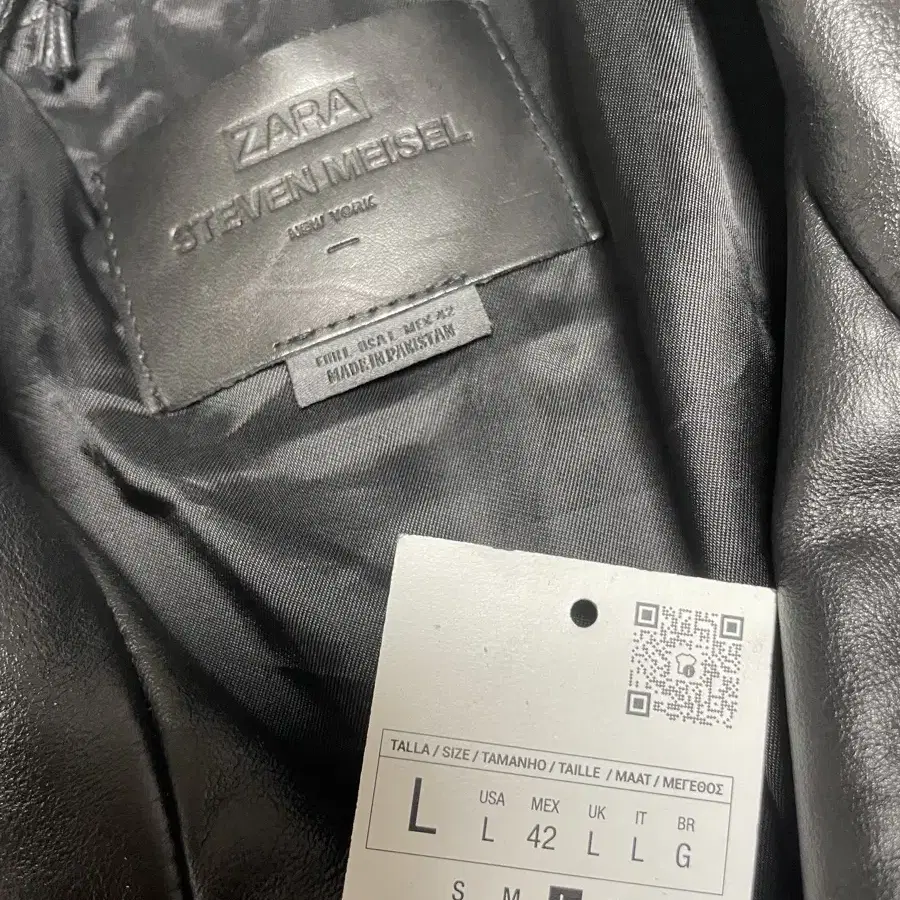 ZARA
STEVEN MEISEL
NEW YORK
EUR L USA L MEX 42
MADE IN PAKISTAN
TALLA / SIZE / TAMANHO / TAILLE / MAAT / ΜΕΓΕΘΟΣ
L
USA MEX UK IT BR
L 42 L L G
S M L